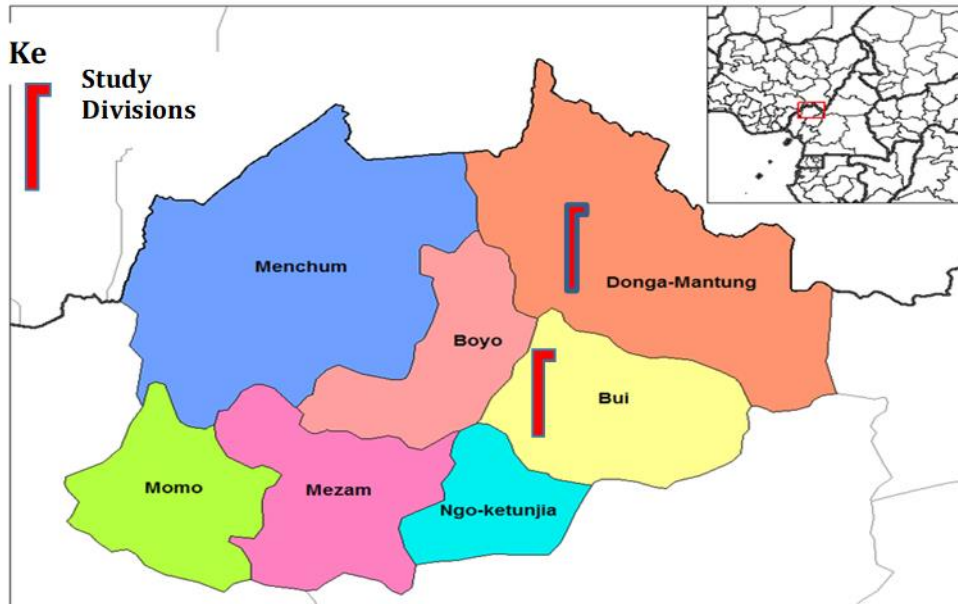 Ke
Study
Divisions
Menchum
Donga-Mantung
Boyo
Bui
Momo
Mezam
Ngo-ketunjia